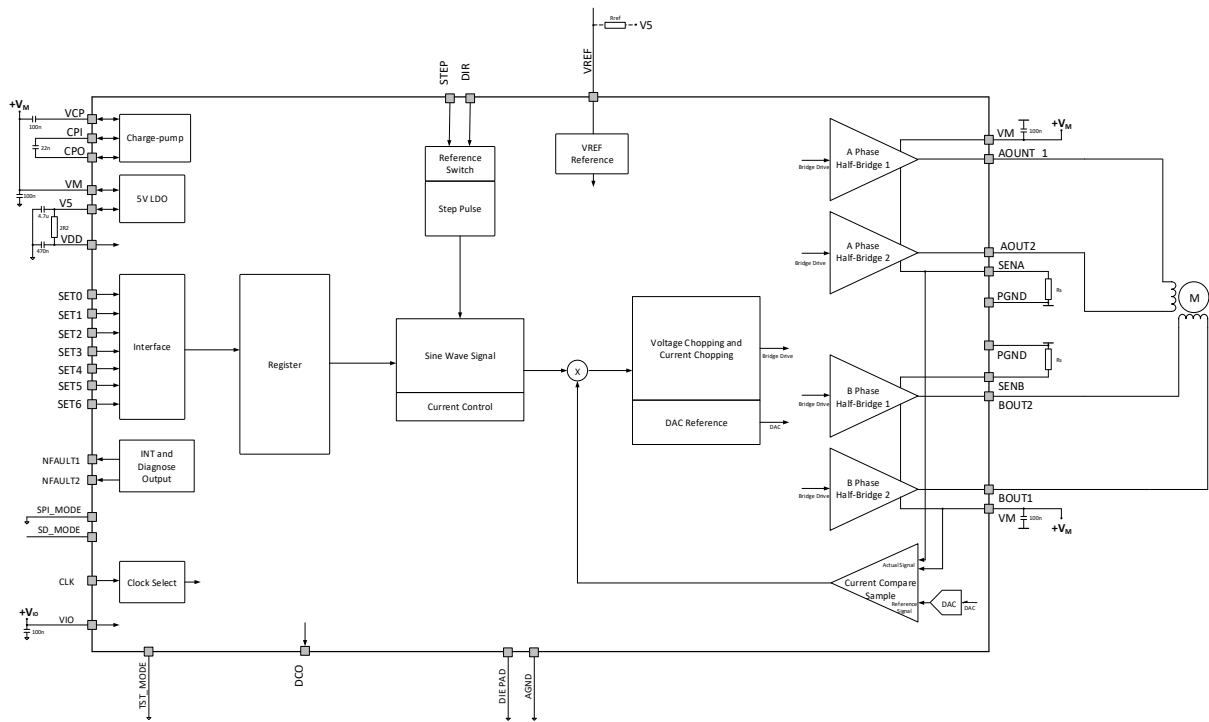 Rref
V5
VREF
STEP
DIR
+VM
VCP
100n
CPI
22n
CPO
Charge-pump
VM
100n
V5
4.7u
2R2
VDD
470n
5V LDO
Reference
Switch
Step Pulse
VREF
Reference
A Phase
Half-Bridge 1
Bridge Drive
VM
100n
+VM
AOUNT_1
A Phase
Half-Bridge 2
Bridge Drive
AOUT2
SENA
Rs
PGND
M
SET0
SET1
SET2
SET3
SET4
SET5
SET6
Interface
Register
Sine Wave Signal
Current Control
X
Voltage Chopping and
Current Chopping
Bridge Drive
DAC Reference
DAC
PGND
Rs
SENB
B Phase
Half-Bridge 1
Bridge Drive
BOUT2
B Phase
Half-Bridge 2
Bridge Drive
BOUT1
VM
100n
+VM
NFAULT1
NFAULT2
INT and
Diagnose
Output
SPI_MODE
SD_MODE
CLK
Clock Select
+VIO
VIO
100n
Actual Signal
Current Compare
Sample
Reference
Signal
DAC
DAC
TST_MODE
DCO
DIE PAD
AGND